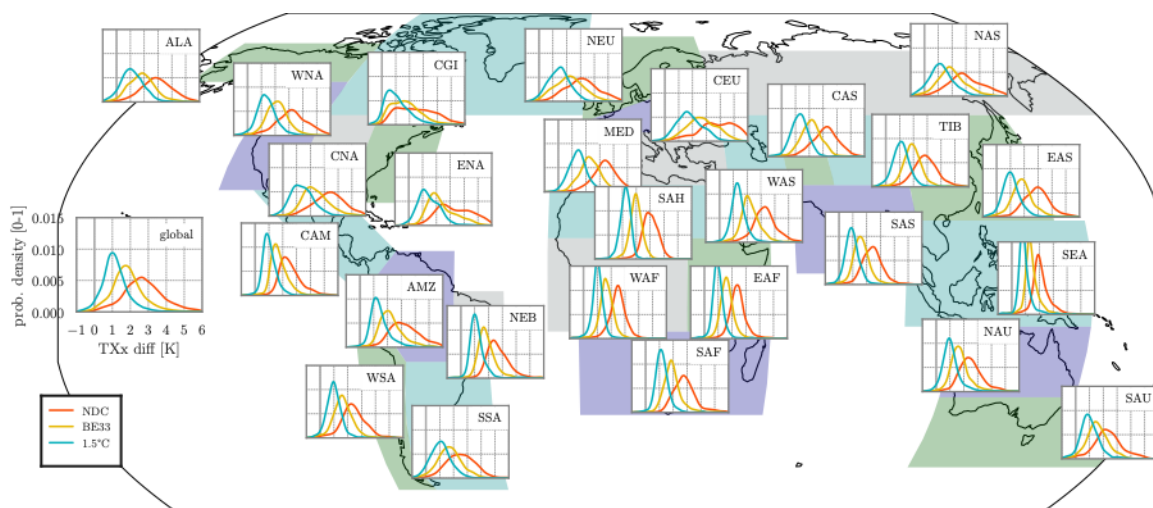 ALA
NEU
NAS
WNA
CGI
CEU
CAS
MED
TIB
CNA
ENA
EAS
SAH
WAS
0.015
0.010
0.005
0.000
prob. density [0-1]
global
−1 0 1 2 3 4 5 6
TXx diff [K]
CAM
SAS
SEA
WAF
EAF
AMZ
NEB
NAU
SAF
WSA
SSA
SAU
NDC
BE33
1.5°C